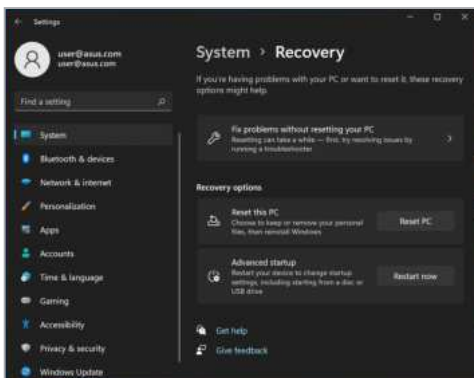 Settings
user@asus.com
user@asus.com
Find a setting
System
Bluetooth & devices
Network & internet
Personalization
Apps
Accounts
Time & language
Gaming
Accessibility
Privacy & security
Windows Update
System > Recovery
If you're having problems with your PC or want to reset it, these recovery
options might help.
Fix problems without resetting your PC
Resetting can take a while — first, try resolving issues by
running a troubleshooter
Recovery options
Reset this PC
Choose to keep or remove your personal
files, then reinstall Windows
Reset PC
Advanced startup
Restart your device to change startup
settings, including starting from a disc or
USB drive
Restart now
Get help
Give feedback